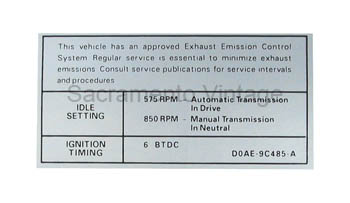 This vehicle has an approved Exhaust Emission Control
System. Regular service is essential to minimize exhaust
emissions. Consult service publications for service intervals
and procedures
Sacramento Vintage
IDLE
SETTING
575 RPM - Automatic Transmission
In Drive
850 RPM - Manual Transmission
In Neutral
IGNITION
TIMING
6 BTDC
D0AE-9C485-A